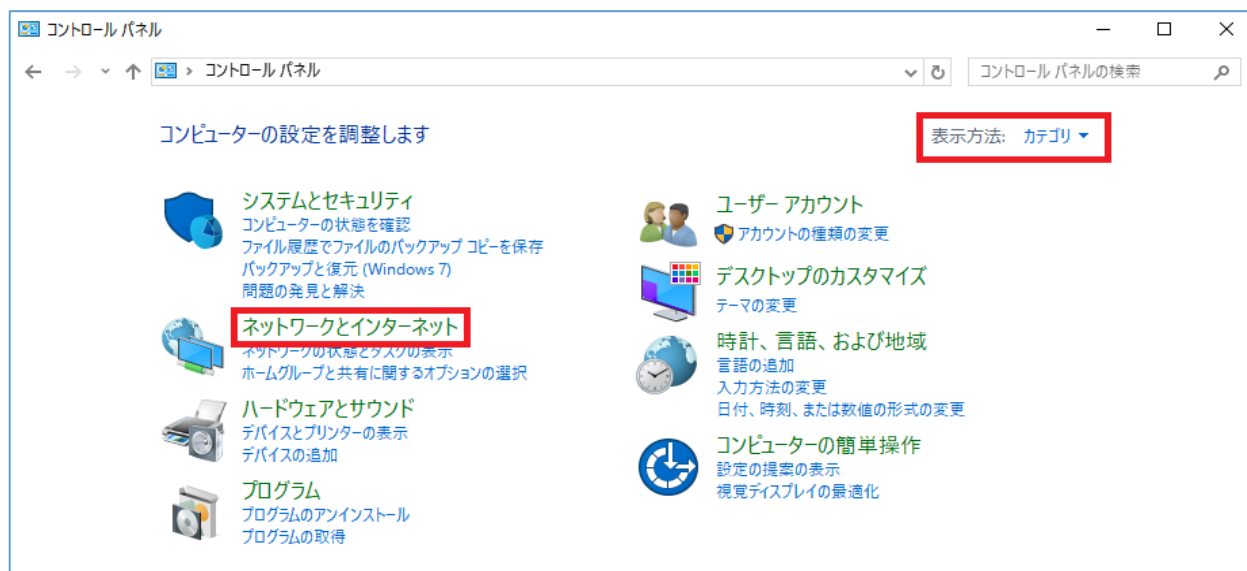 コントロール パネル
コントロール パネル
コントロール パネルの検索
コンピューターの設定を調整します
表示方法: カテゴリ
システムとセキュリティ
コンピューターの状態を確認
ファイル履歴でファイルのバックアップ コピーを保存
バックアップと復元 (Windows 7)
問題の発見と解決
ネットワークとインターネット
ネットワークの状態とタスクの表示
ホームグループと共有に関するオプションの選択
ハードウェアとサウンド
デバイスとプリンターの表示
デバイスの追加
プログラム
プログラムのアンインストール
プログラムの取得
ユーザー アカウント
アカウントの種類の変更
デスクトップのカスタマイズ
テーマの変更
時計、言語、および地域
言語の追加
入力方法の変更
日付、時刻、または数値の形式の変更
コンピューターの簡単操作
設定の提案の表示
視覚ディスプレイの最適化